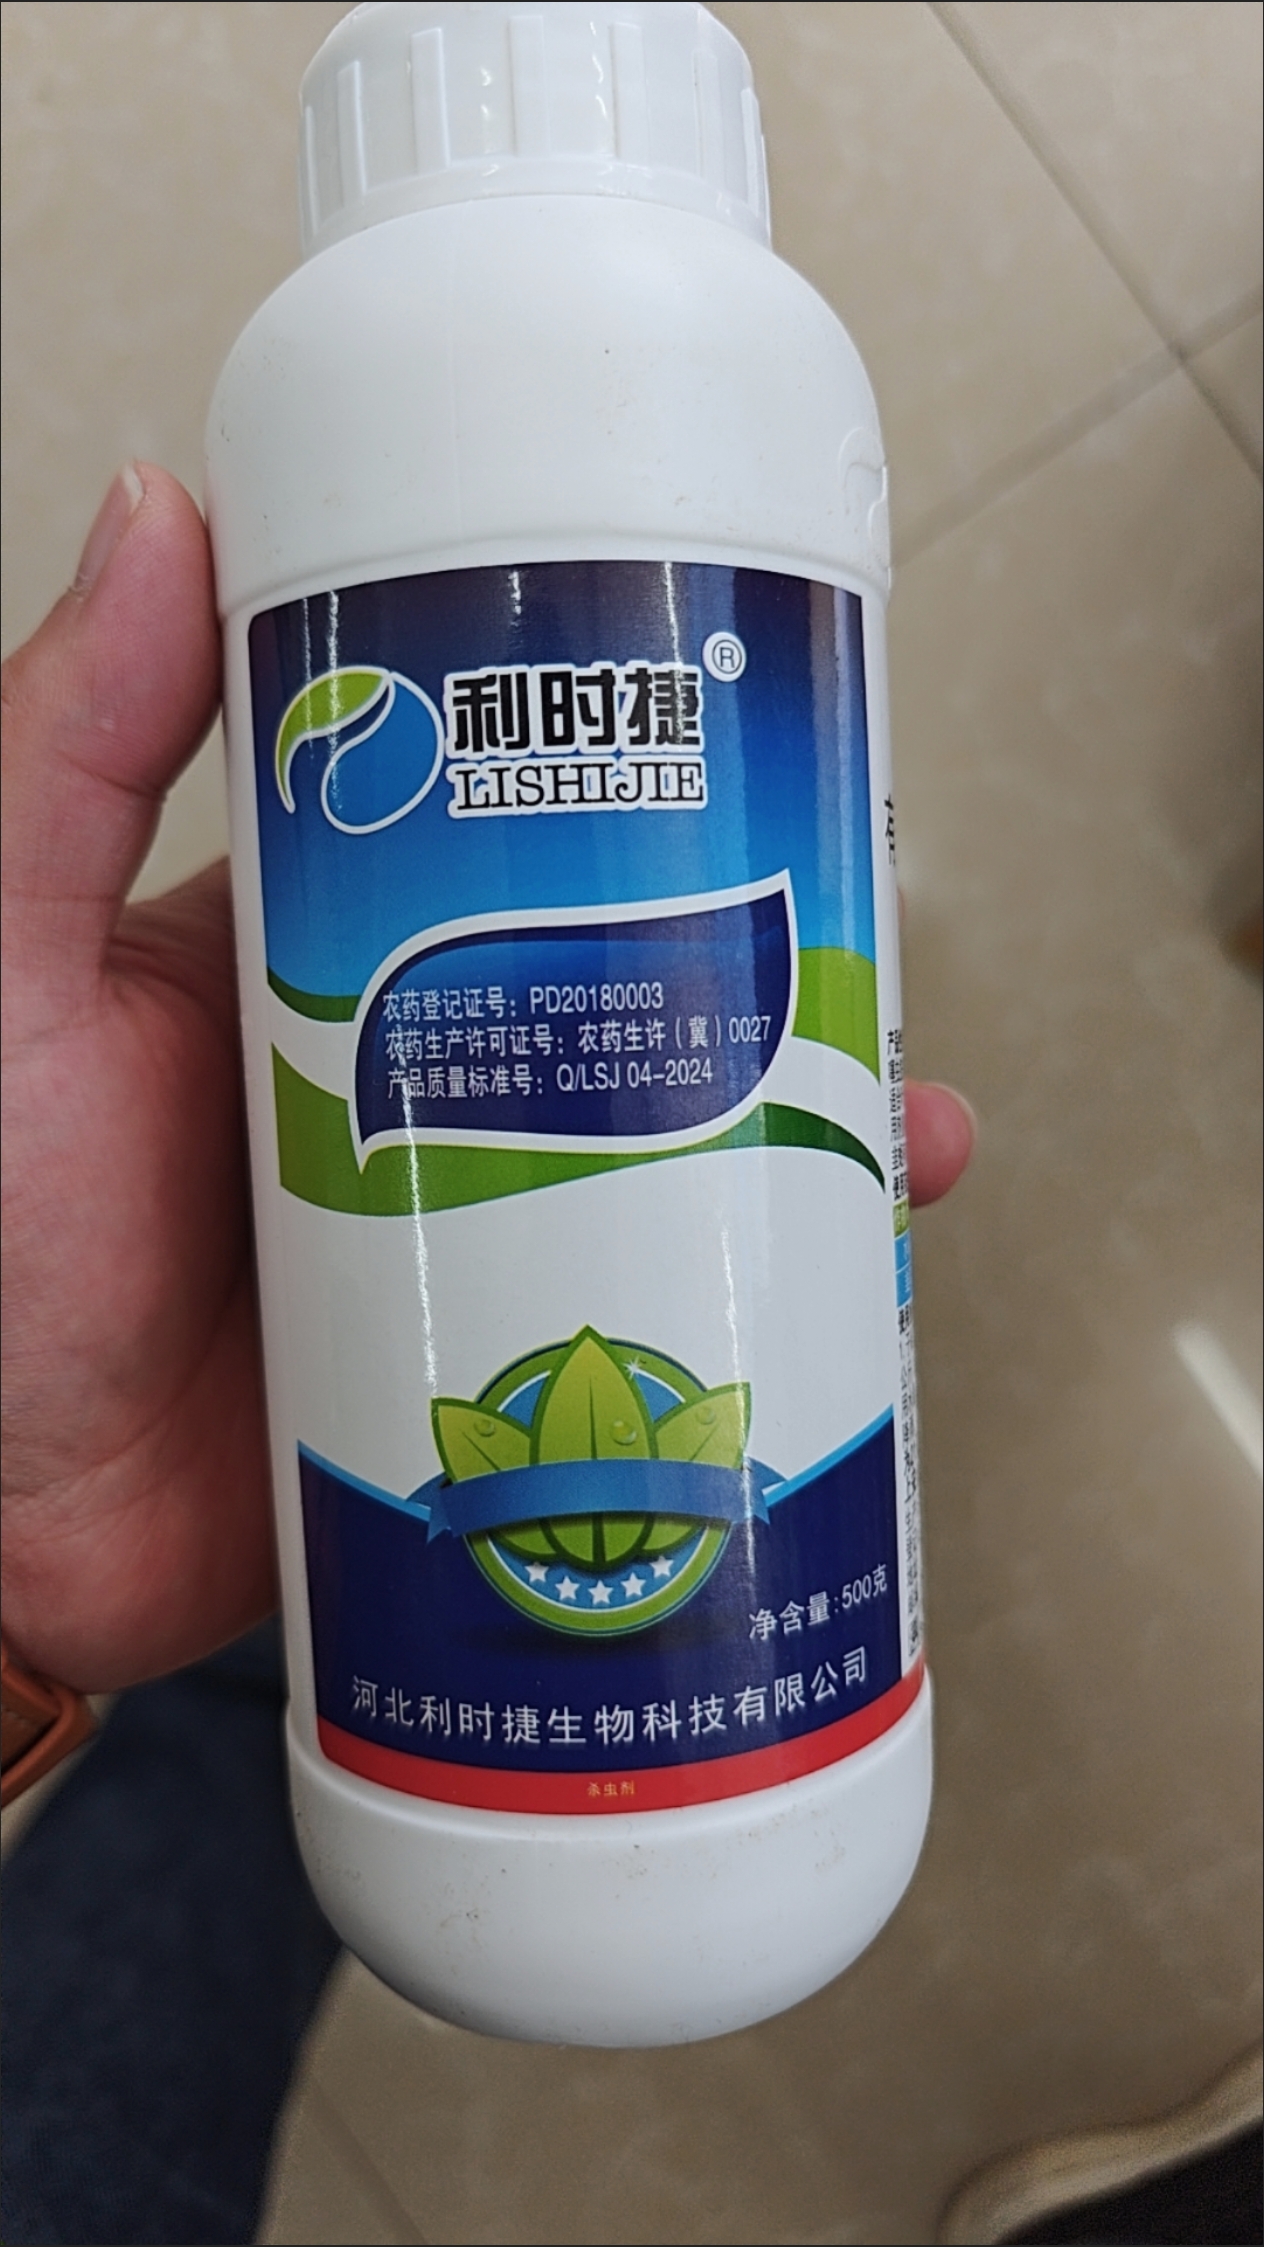 利时捷®
LISHIJIE
农药登记证号：PD20180003
农药生产许可证号：农药生许（冀）0027
产品质量标准号：Q/LSJ 04-2024
净含量:500克
河北利时捷生物科技有限公司
杀虫剂